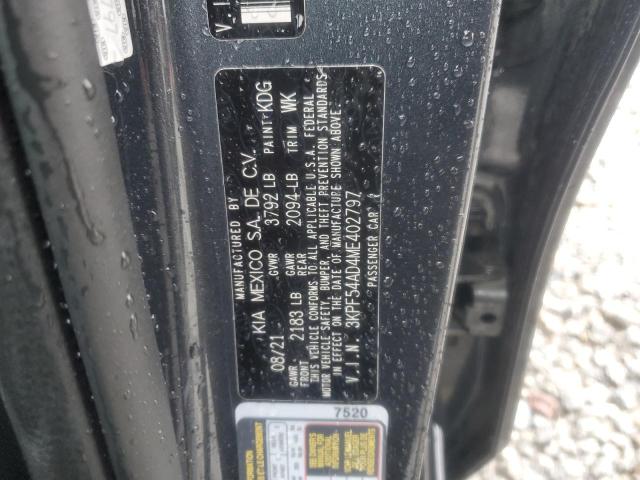 V.I.
MANUFACTURED BY
KIA MEXICO S.A. DE C.V.
08/21 GVWR 3792 LB PAINT KDG
GAWR FRONT 2183 LB GAWR REAR 2094 LB TRIM WK
THIS VEHICLE CONFORMS TO ALL APPLICABLE U.S.A. FEDERAL
MOTOR VEHICLE SAFETY, BUMPER, AND THEFT PREVENTION STANDARDS
IN EFFECT ON THE DATE OF MANUFACTURE SHOWN ABOVE.
V.I.N. 3KPF54AD4ME402797
PASSENGER CAR
7520